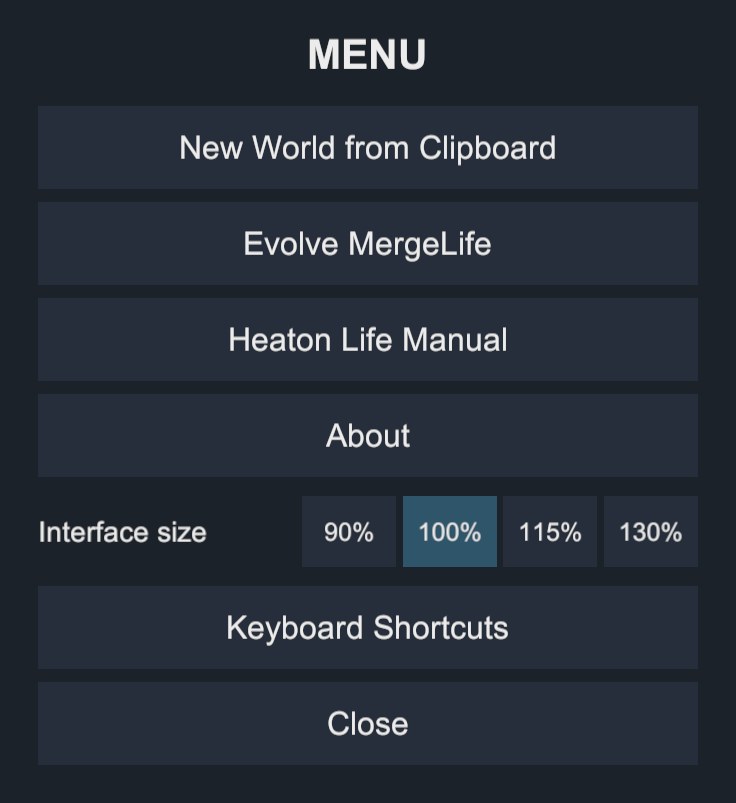 MENU
New World from Clipboard
Evolve MergeLife
Heaton Life Manual
About
Interface size 90% 100% 115% 130%
Keyboard Shortcuts
Close